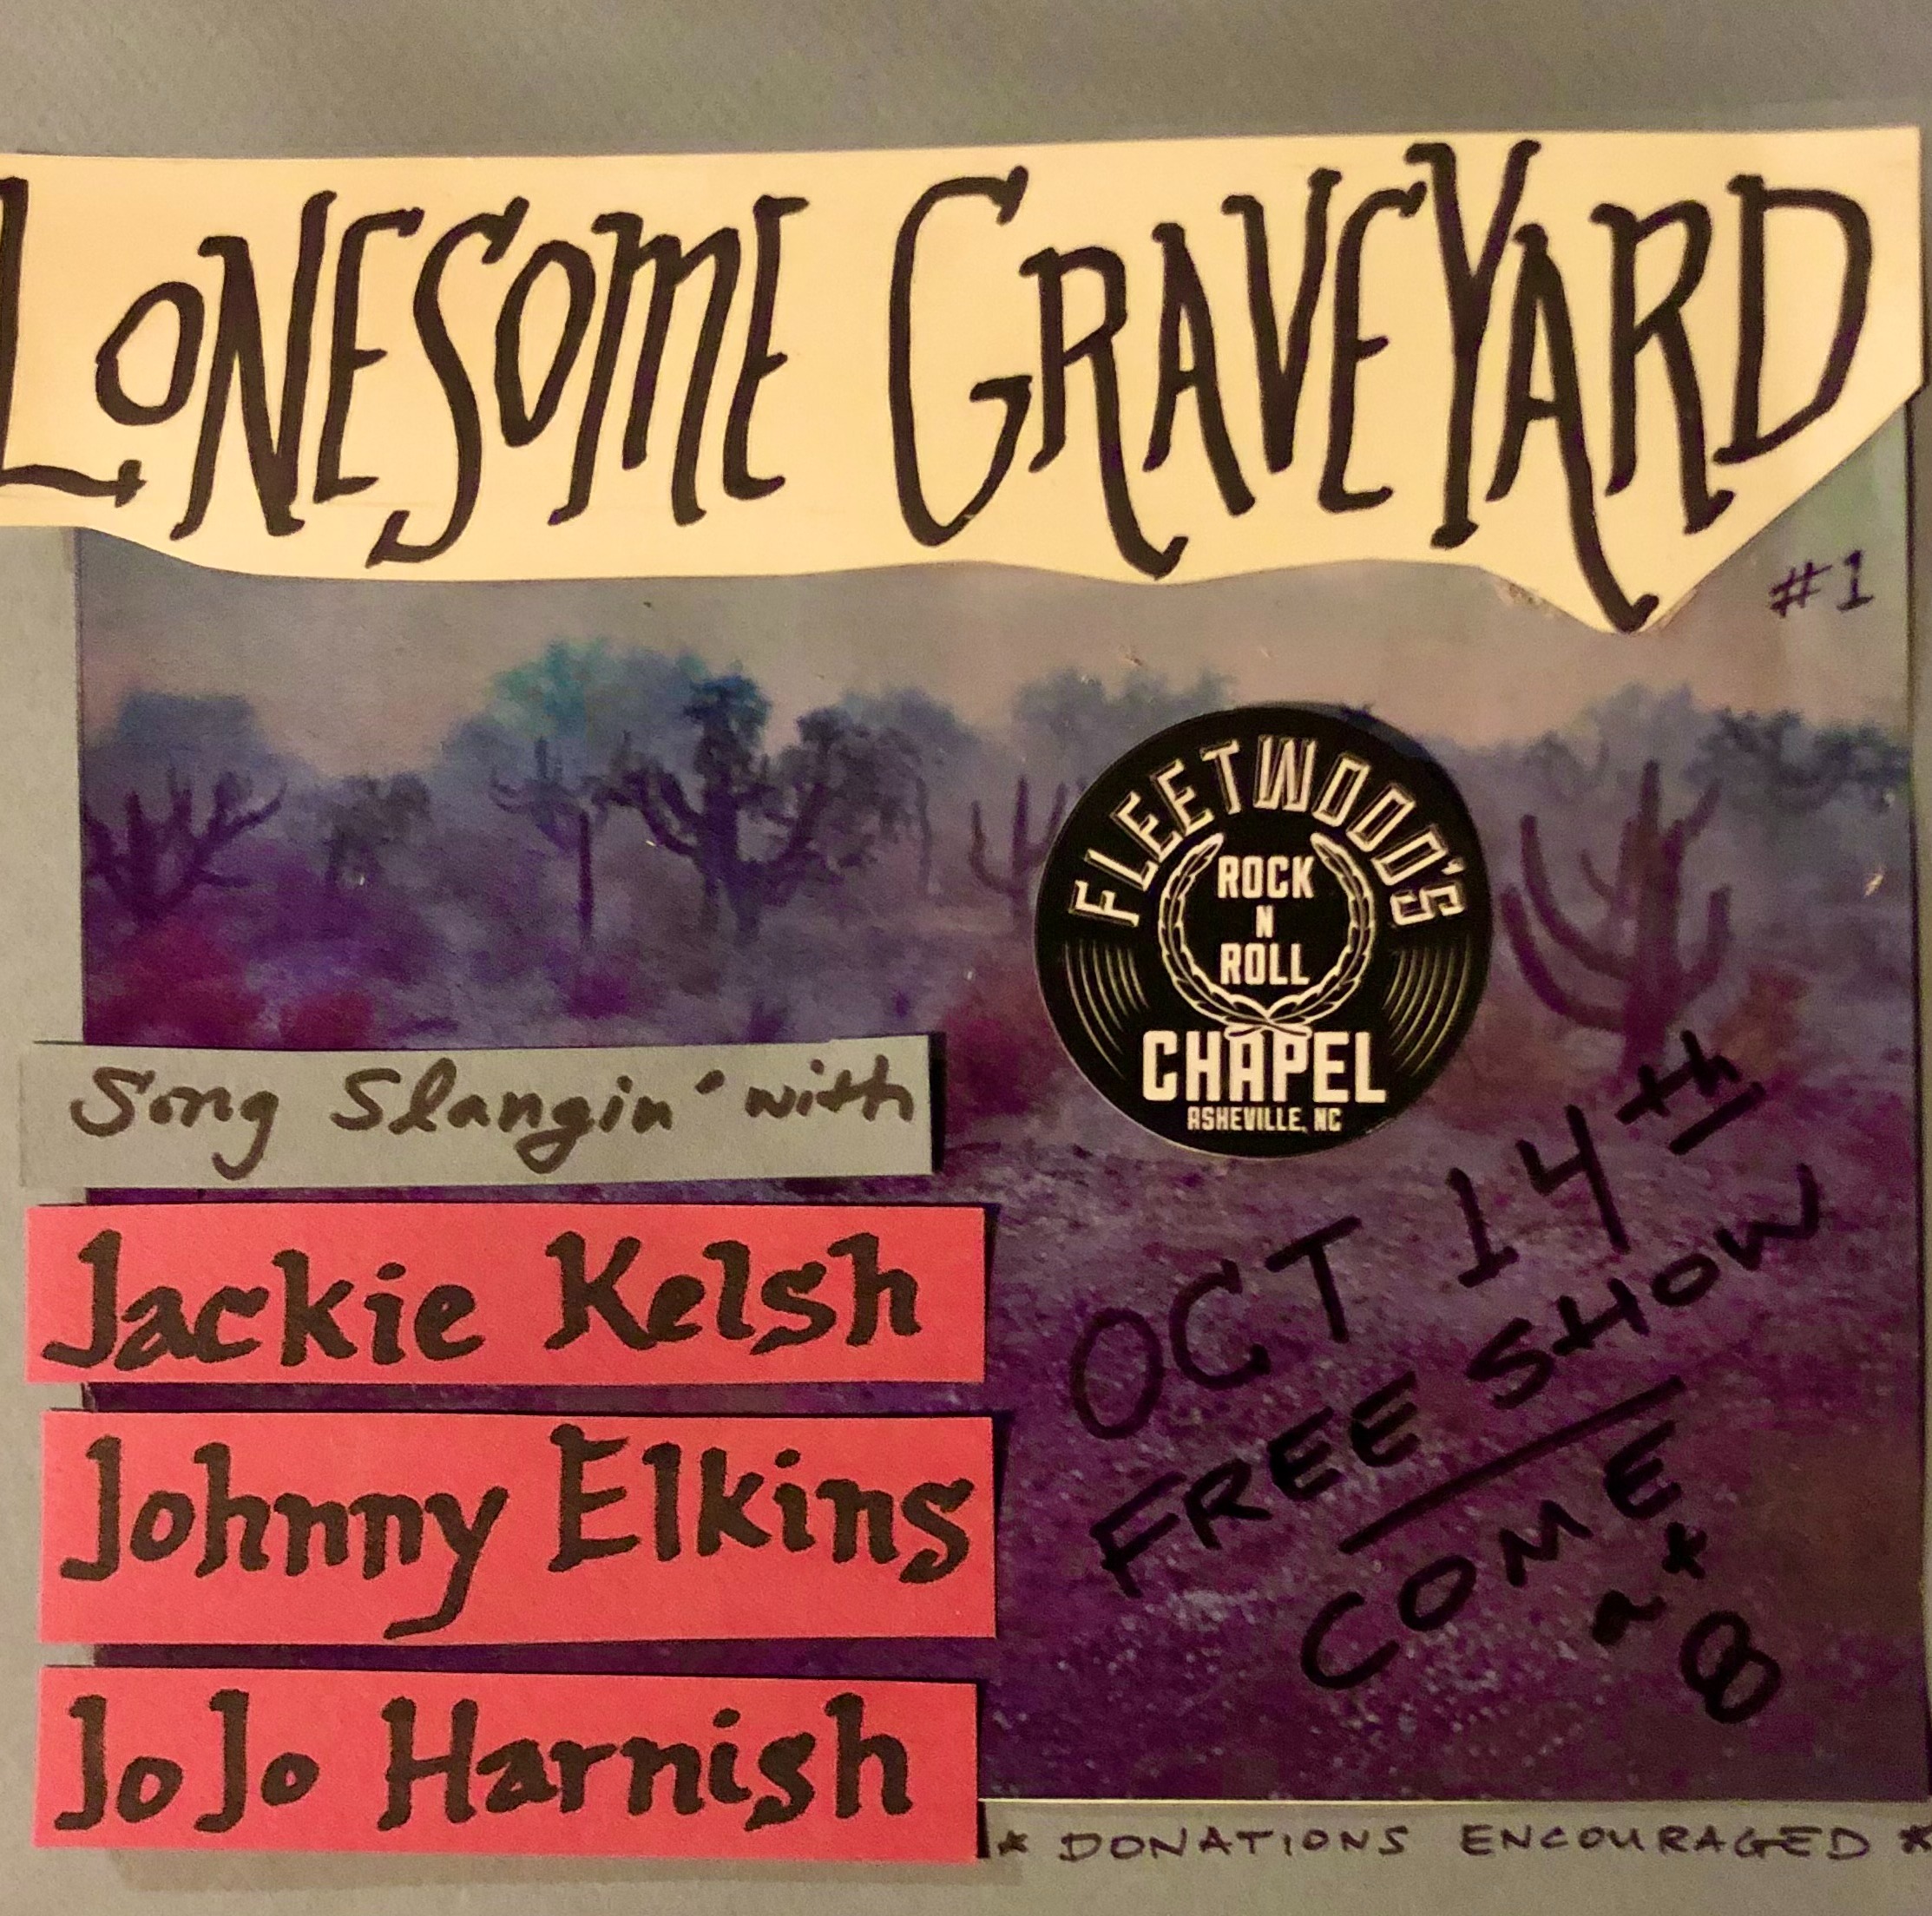 LONESOME GRAVEYARD
#1
FLEETWOOD'S
ROCK
N
ROLL
CHAPEL
ASHEVILLE, NC
Song Slangin' with
Jackie Kelsh
Johnny Elkins
JoJo Harnish
OCT 14th
FREE SHOW
COME*
~ 8
* DONATIONS ENCOURAGED *